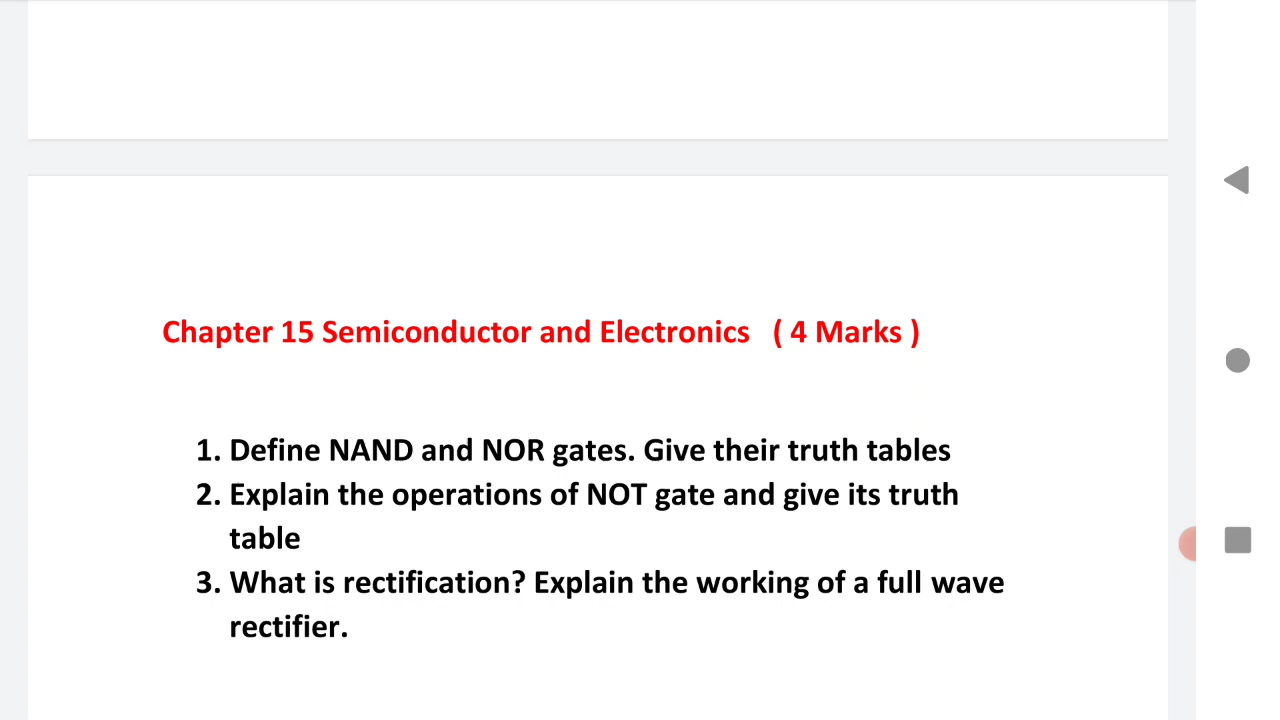 Chapter 15 Semiconductor and Electronics ( 4 Marks )
1. Define NAND and NOR gates. Give their truth tables
2. Explain the operations of NOT gate and give its truth
table
3. What is rectification? Explain the working of a full wave
rectifier.